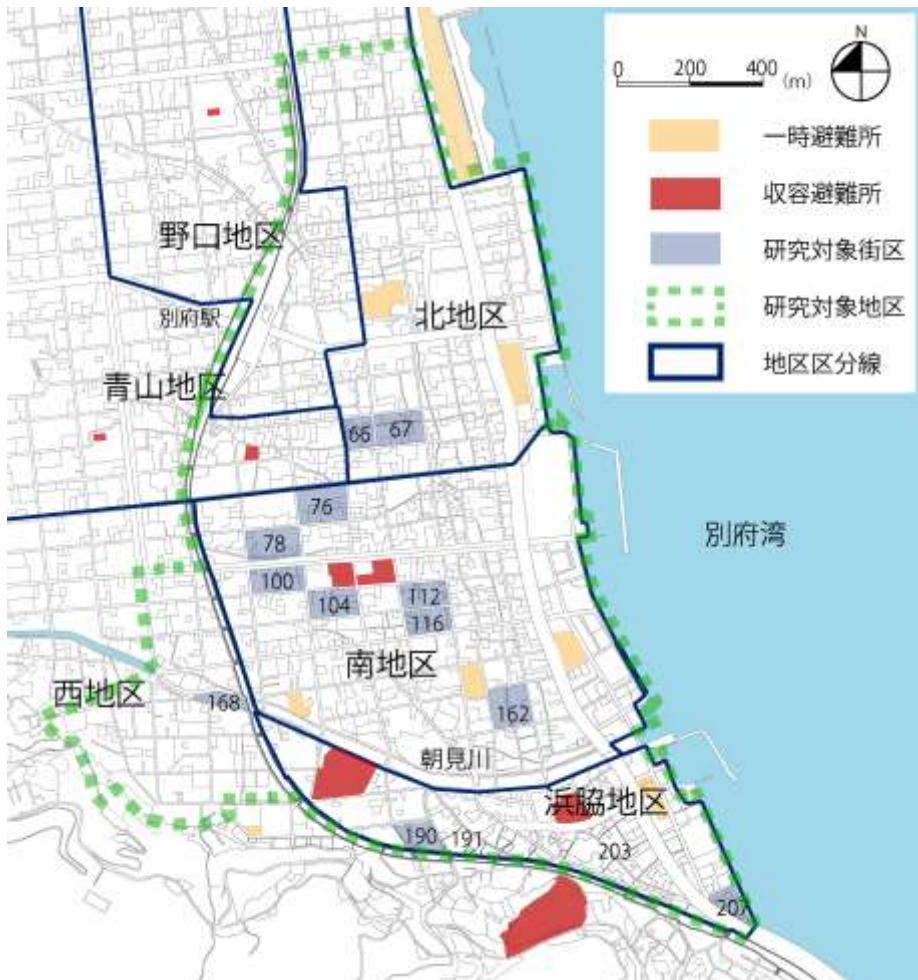 N
0 200 400 (m)
一時避難所
収容避難所
研究対象街区
研究対象地区
地区区分線
野口地区
別府駅
北地区
青山地区
66 67
76
78
別府湾
100
104
112
116
南地区
西地区
168
162
朝見川
浜脇地区
190
191
203
207